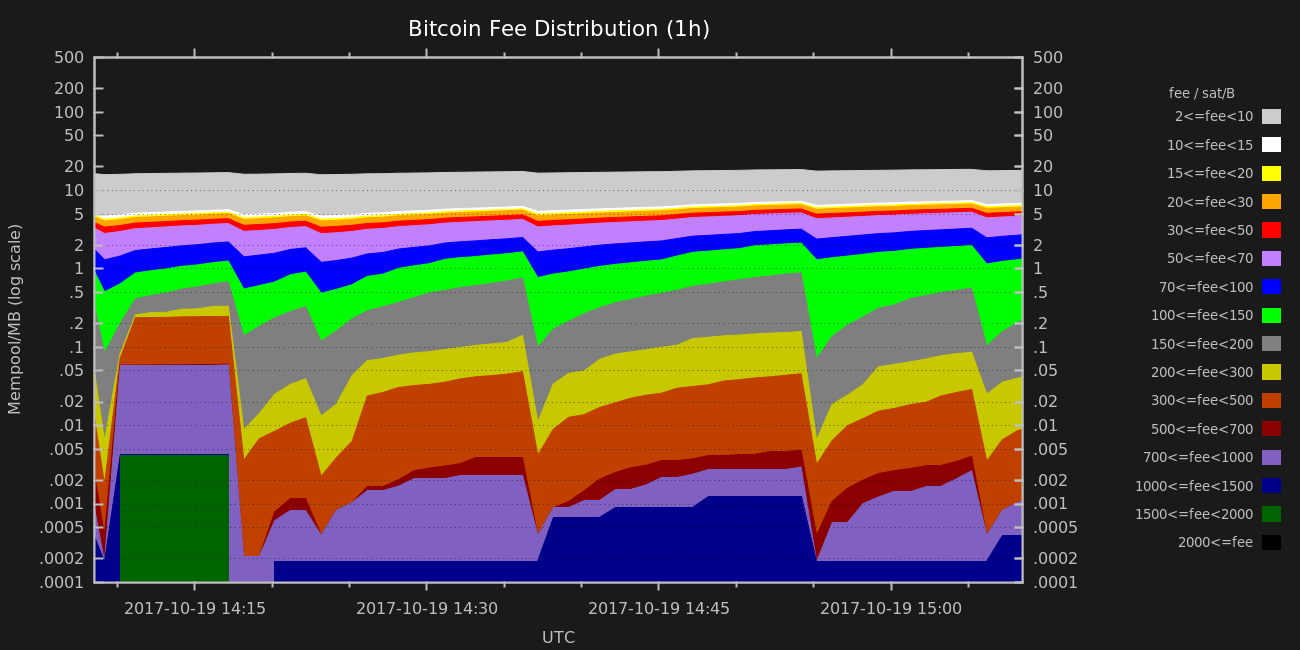 Bitcoin Fee Distribution (1h)
500 500
200 200
100 100
50 50
20 20
10 10
5 5
2 2
1 1
.5 .5
.2 .2
.1 .1
.05 .05
.02 .02
.01 .01
.005 .005
.002 .002
.001 .001
.0005 .0005
.0002 .0002
.0001 .0001
Mempool/MB (log scale)
2017-10-19 14:15 2017-10-19 14:30 2017-10-19 14:45 2017-10-19 15:00
UTC
fee / sat/B
2<=fee<10
10<=fee<15
15<=fee<20
20<=fee<30
30<=fee<50
50<=fee<70
70<=fee<100
100<=fee<150
150<=fee<200
200<=fee<300
300<=fee<500
500<=fee<700
700<=fee<1000
1000<=fee<1500
1500<=fee<2000
2000<=fee